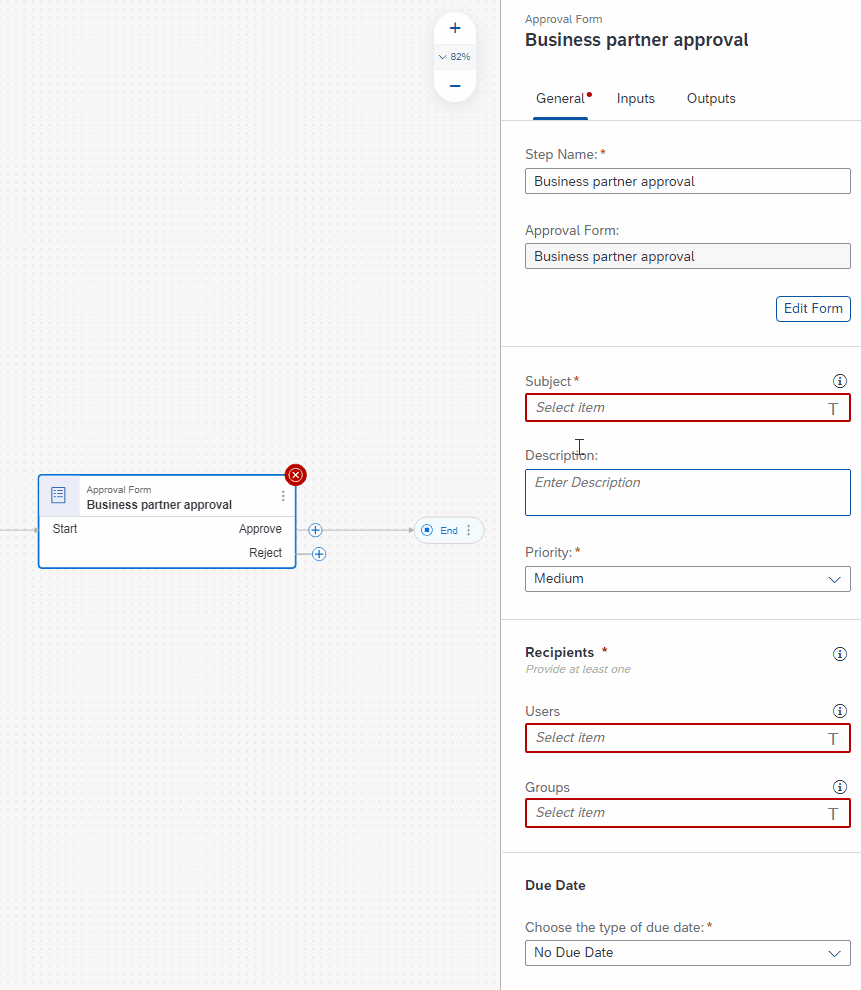 +
82%
−
Approval Form
Business partner approval
Start
Approve
Reject
End
Approval Form
Business partner approval
General
Inputs
Outputs
Step Name: *
Business partner approval
Approval Form:
Business partner approval
Edit Form
Subject *
Select item
T
Description:
Enter Description
Priority: *
Medium
Recipients *
Provide at least one
Users
Select item
T
Groups
Select item
T
Due Date
Choose the type of due date: *
No Due Date